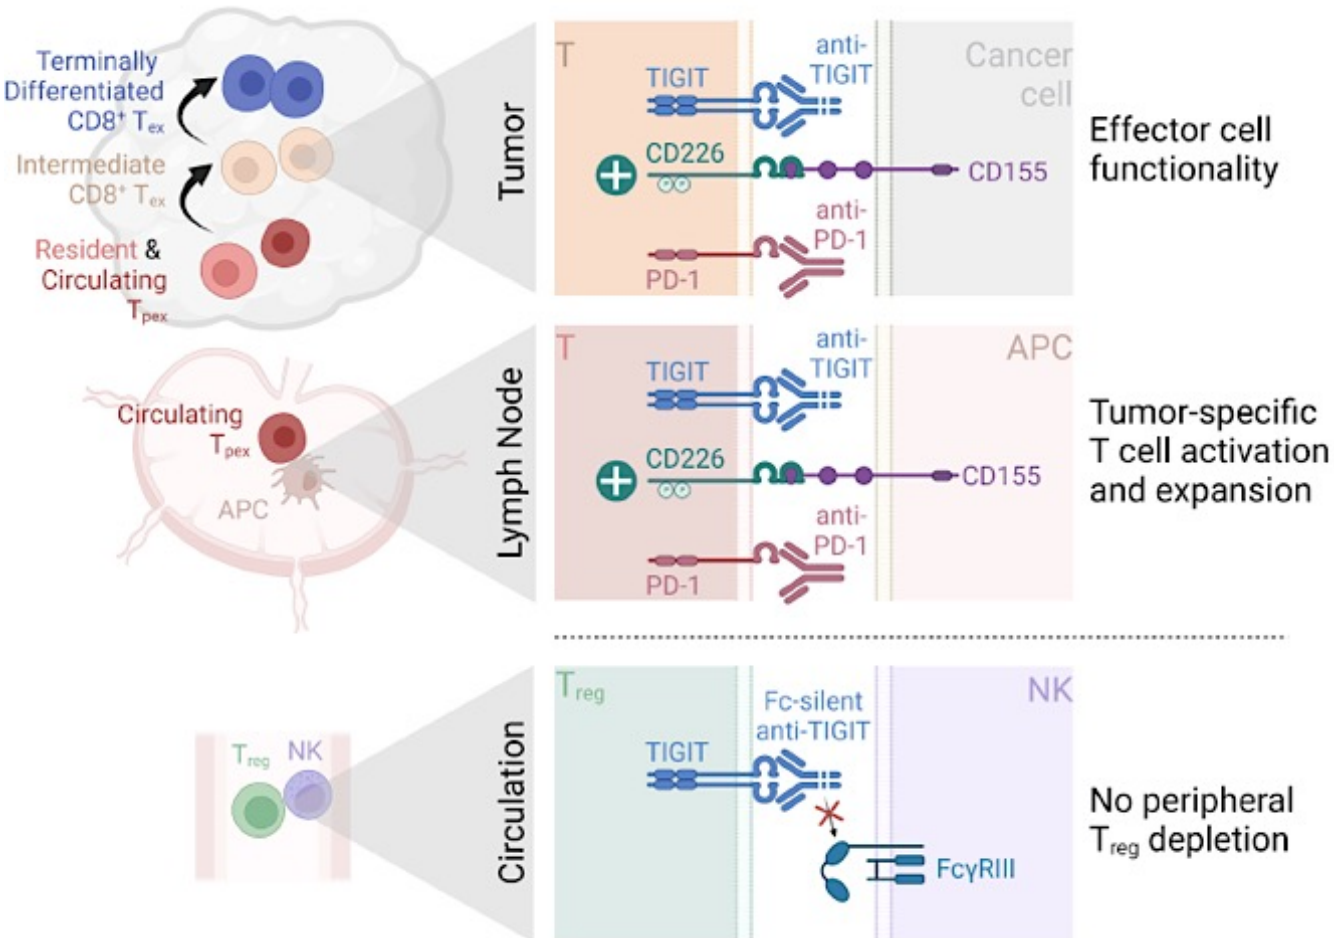 Terminally
Differentiated
CD8⁺ Tₑₓ
Intermediate
CD8⁺ Tₑₓ
Resident &
Circulating
Tₚₑₓ
Tumor
T
TIGIT
anti-
TIGIT
Cancer
cell
CD226
CD155
anti-
PD-1
PD-1
Effector cell
functionality
Circulating
Tₚₑₓ
APC
Lymph Node
T
TIGIT
anti-
TIGIT
APC
CD226
CD155
anti-
PD-1
PD-1
Tumor-specific
T cell activation
and expansion
Treg
NK
Circulation
Treg
NK
Fc-silent
anti-TIGIT
TIGIT
FcγRIII
No peripheral
Treg depletion